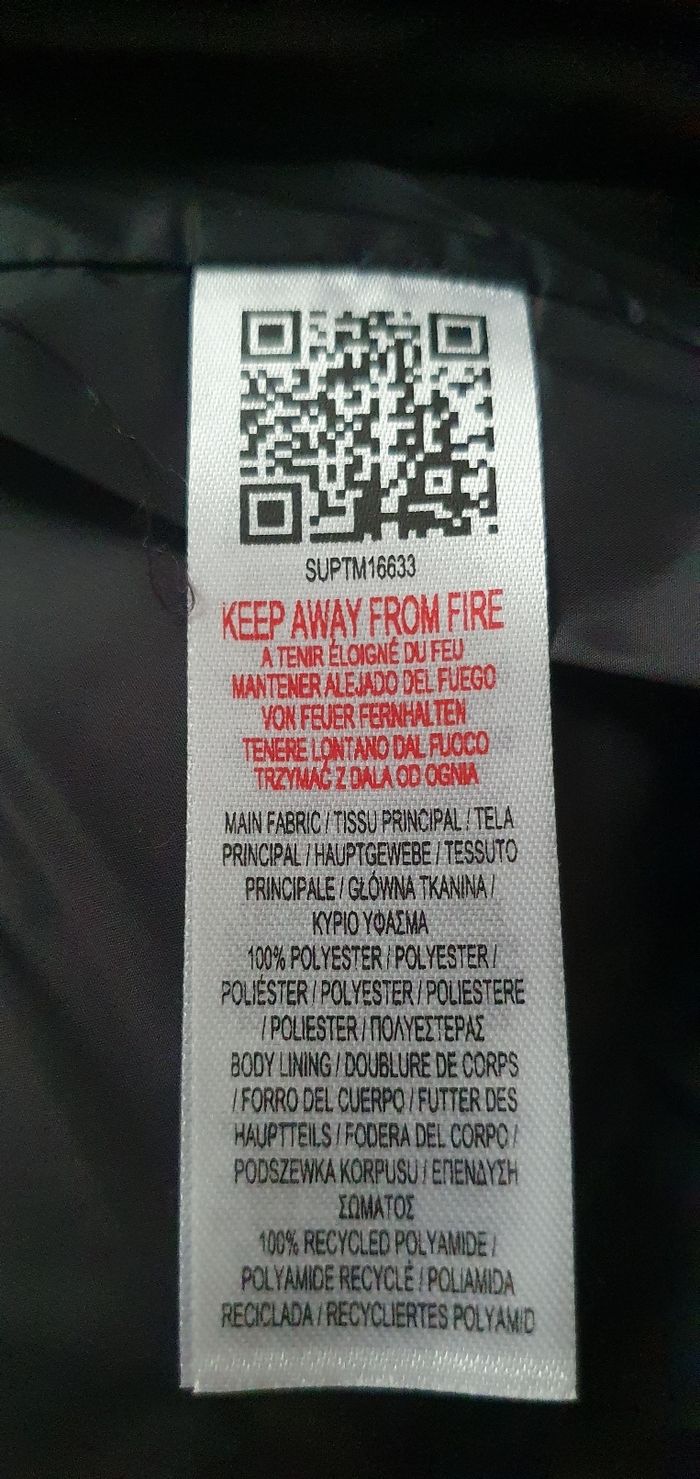 SUPTM16633
KEEP AWAY FROM FIRE
A TENIR ÉLOIGNÉ DU FEU
MANTENER ALEJADO DEL FUEGO
VON FEUER FERNHALTEN
TENERE LONTANO DAL FUOCO
TRZYMAĆ Z DALA OD OGNIA
MAIN FABRIC / TISSU PRINCIPAL / TELA
PRINCIPAL / HAUPTGEWEBE / TESSUTO
PRINCIPALE / GŁÓWNA TKANINA /
ΚΥΡΙΟ ΥΦΑΣΜΑ
100% POLYESTER / POLYESTER /
POLIÉSTER / POLYESTER / POLIESTERE
/ POLIESTER / ΠΟΛΥΕΣΤΕΡΑΣ
BODY LINING / DOUBLURE DE CORPS
/ FORRO DEL CUERPO / FUTTER DES
HAUPTTEILS / FODERA DEL CORPO /
PODSZEWKA KORPUSU / ΕΠΕΝΔΥΣΗ
ΣΩΜΑΤΟΣ
100% RECYCLED POLYAMIDE /
POLYAMIDE RECYCLÉ / POLIAMIDA
RECICLADA / RECYCLIERTES POLYAMID